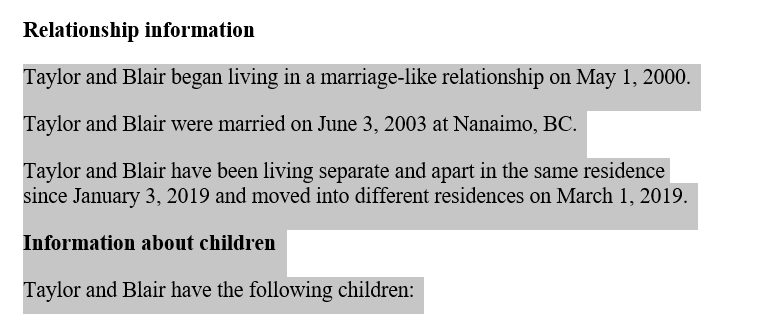 Relationship information
Taylor and Blair began living in a marriage-like relationship on May 1, 2000.
Taylor and Blair were married on June 3, 2003 at Nanaimo, BC.
Taylor and Blair have been living separate and apart in the same residence
since January 3, 2019 and moved into different residences on March 1, 2019.
Information about children
Taylor and Blair have the following children: